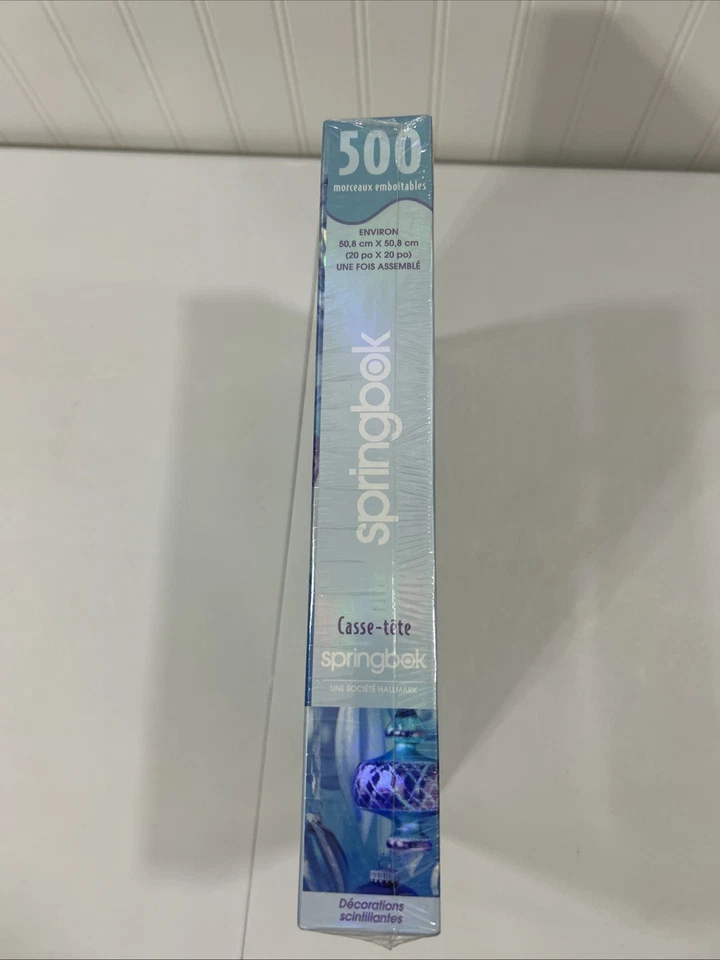 500
morceaux emboîtables
ENVIRON
50,8 cm X 50,8 cm
(20 po X 20 po)
UNE FOIS ASSEMBLÉ
springbok
Casse-tête
springbok
UNE SOCIÉTÉ HALLMARK
Décorations
scintillantes